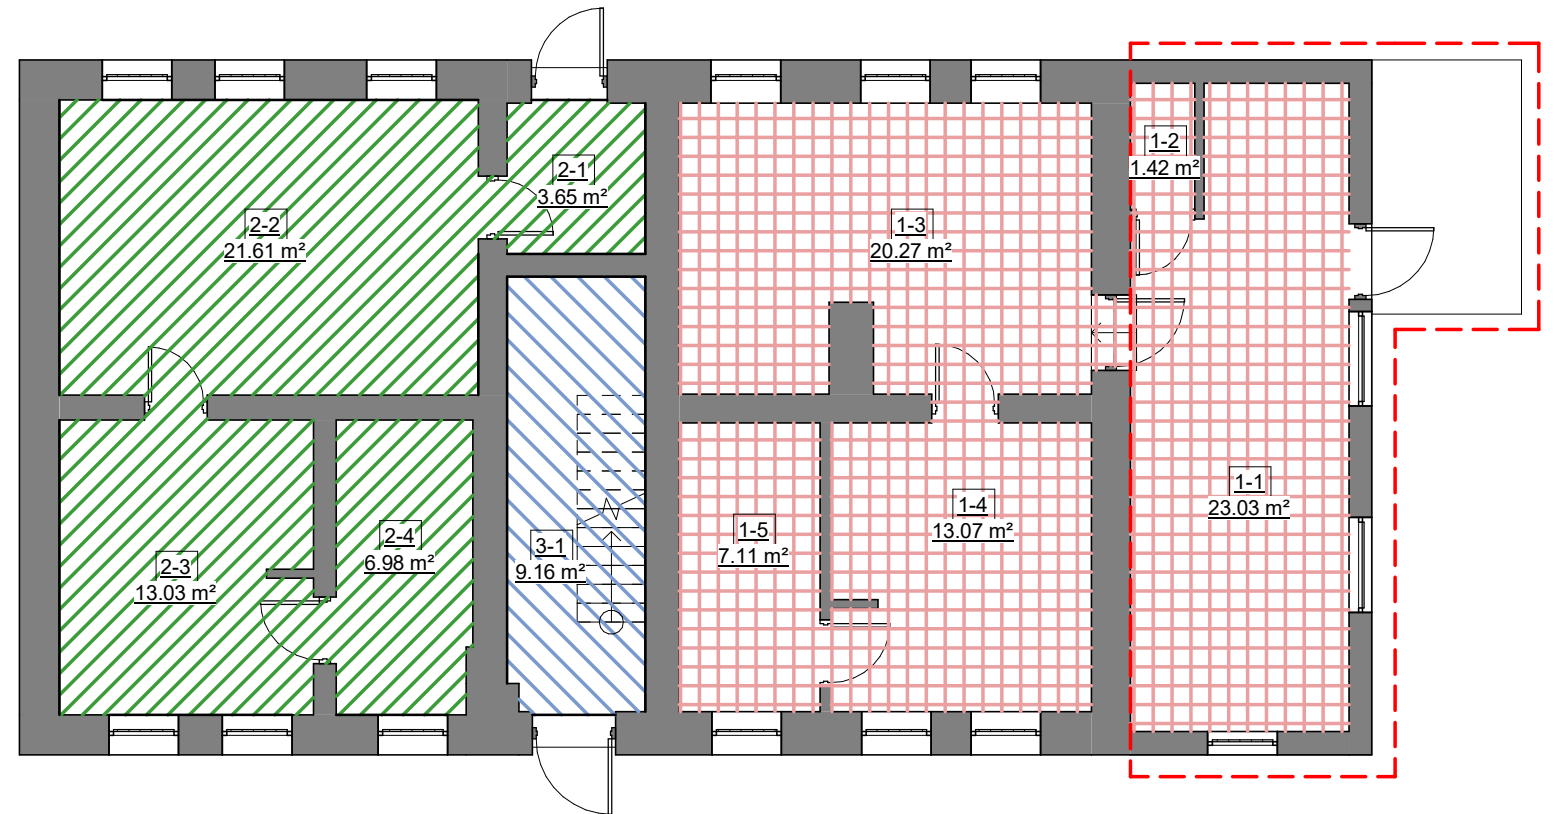 1-2
1.42 m²
2-1
3.65 m²
2-2
21.61 m²
1-3
20.27 m²
1-1
23.03 m²
1-4
13.07 m²
1-5
7.11 m²
2-4
6.98 m²
3-1
9.16 m²
2-3
13.03 m²